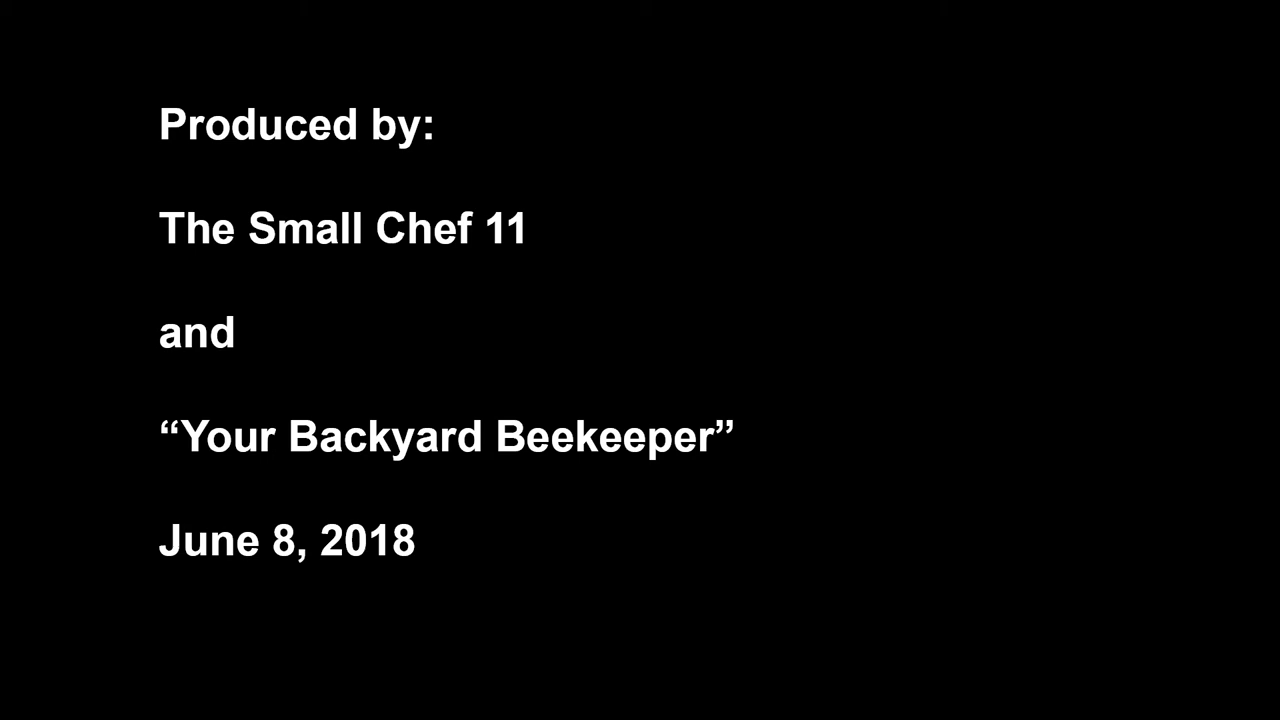 Produced by:
The Small Chef 11
and
“Your Backyard Beekeeper”
June 8, 2018